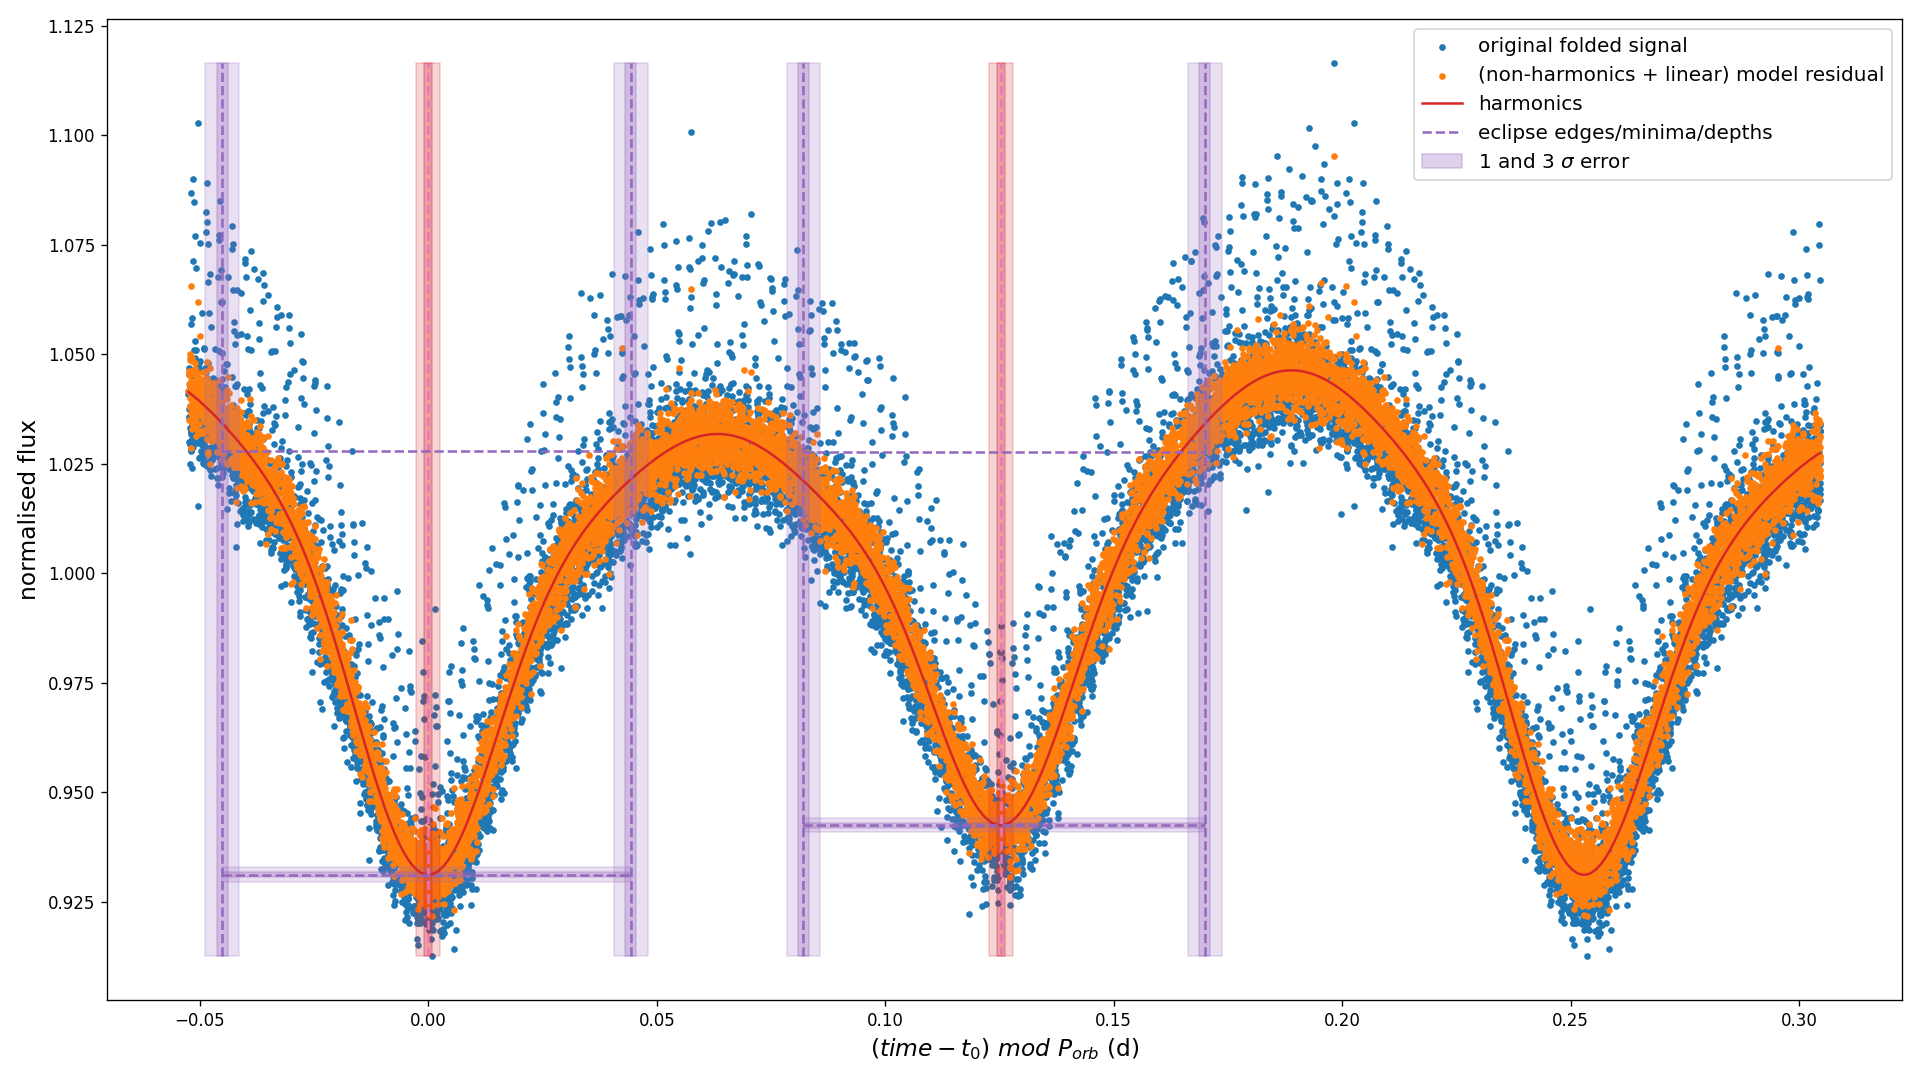 1.125
1.100
1.075
1.050
1.025
1.000
0.975
0.950
0.925
normalised flux
original folded signal
(non-harmonics + linear) model residual
harmonics
eclipse edges/minima/depths
1 and 3 σ error
−0.05 0.00 0.05 0.10 0.15 0.20 0.25 0.30
(time − t₀) mod Pₒᵣb (d)